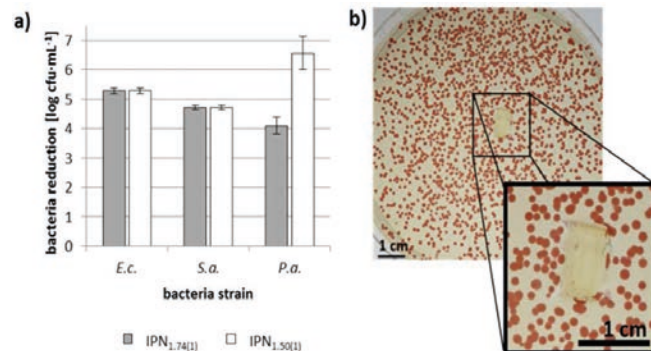 a)
bacteria reduction [log cfu·mL⁻¹]
7
6
5
4
3
2
1
0
E.c. S.a. P.a.
bacteria strain
IPN1.74(1) IPN1.50(1)
b)
1 cm
1 cm